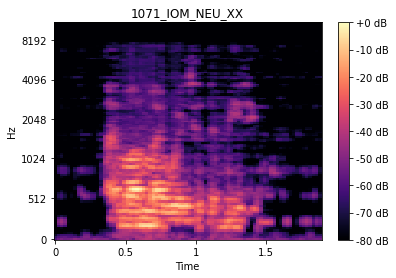 1071_IOM_NEU_XX
Hz
8192
4096
2048
1024
512
0
0
0.5
1
1.5
Time
+0 dB
-10 dB
-20 dB
-30 dB
-40 dB
-50 dB
-60 dB
-70 dB
-80 dB